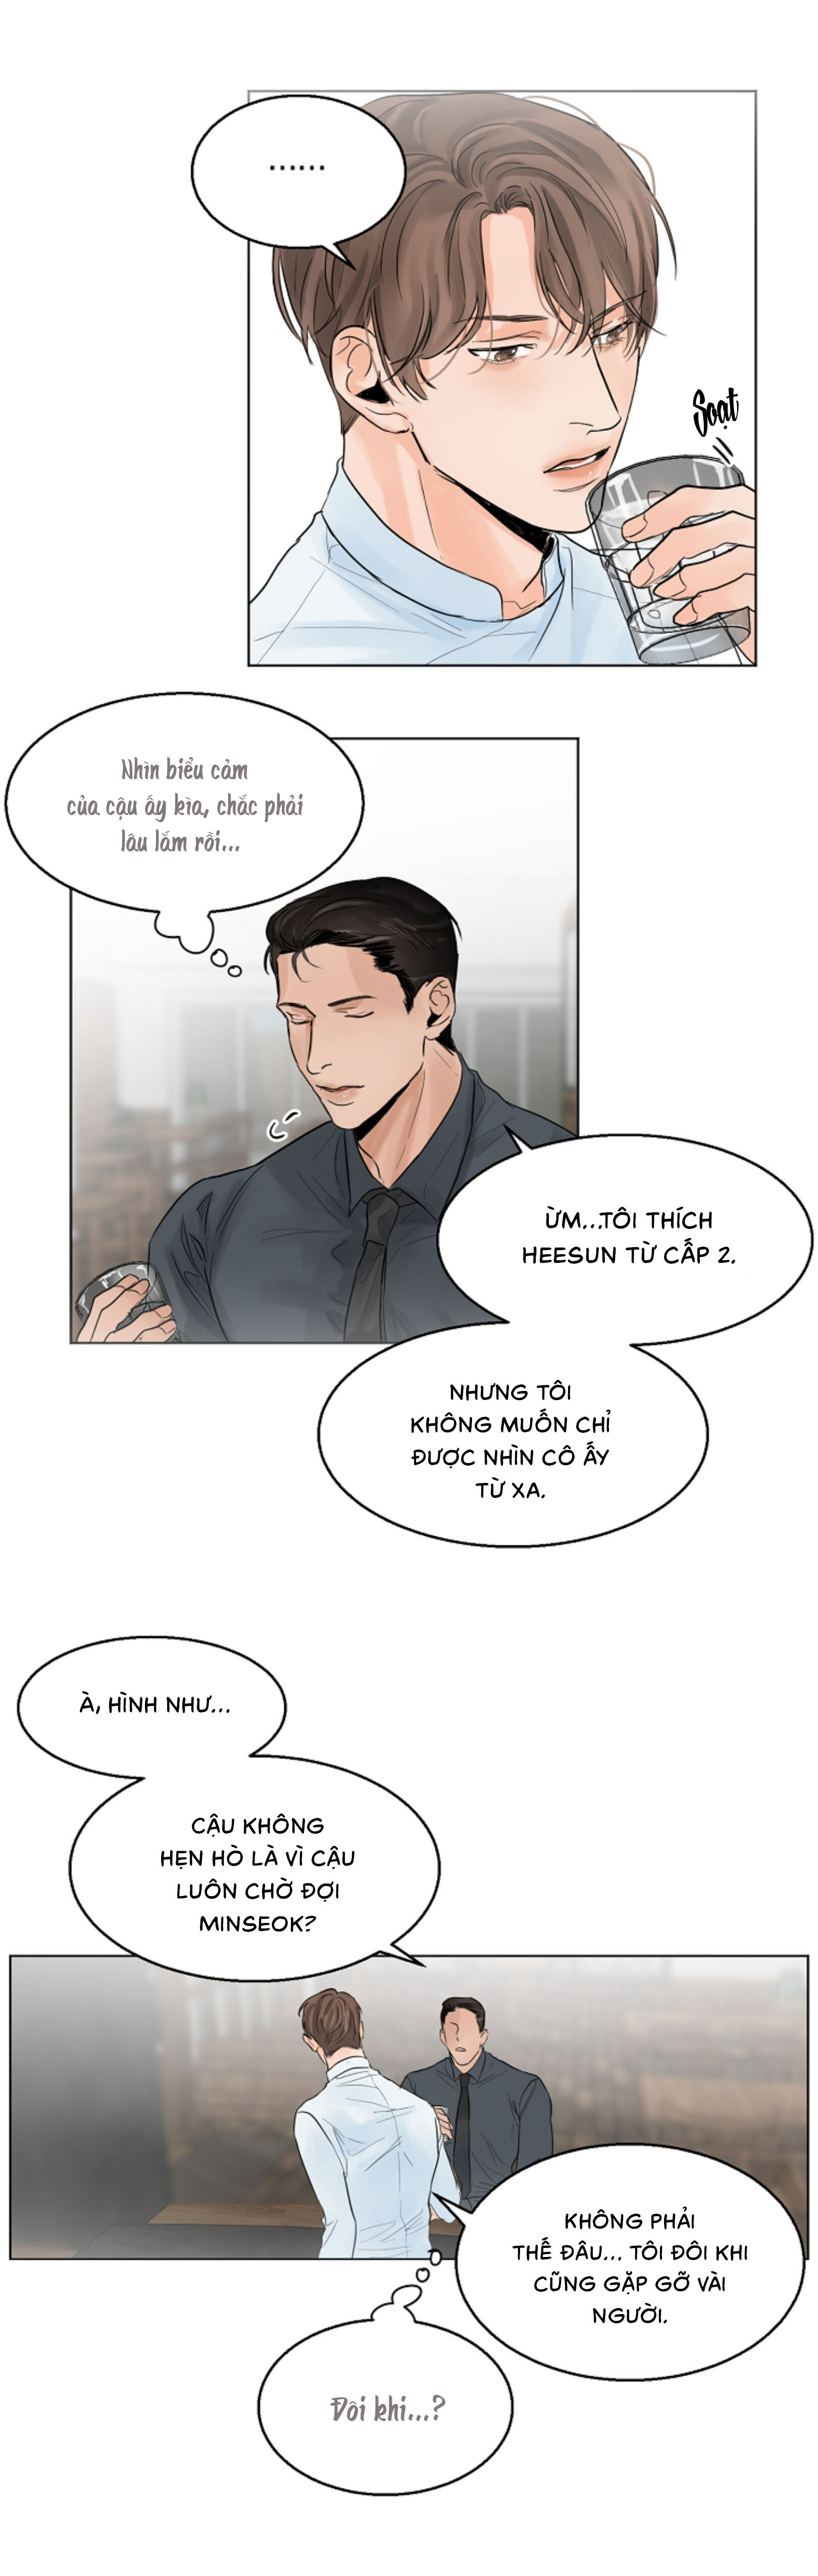 ......
Soạt
Nhìn biểu cảm
của cậu ấy kìa, chắc phải
lâu lắm rồi...
ỪM...TÔI THÍCH
HEESUN TỪ CẤP 2.
NHƯNG TÔI
KHÔNG MUỐN CHỈ
ĐƯỢC NHÌN CÔ ẤY
TỪ XA.
À, HÌNH NHƯ...
CẬU KHÔNG
HẸN HÒ LÀ VÌ CẬU
LUÔN CHỜ ĐỢI
MINSEOK?
KHÔNG PHẢI
THẾ ĐÂU... TÔI ĐÔI KHI
CŨNG GẶP GỠ VÀI
NGƯỜI.
Đôi khi...?